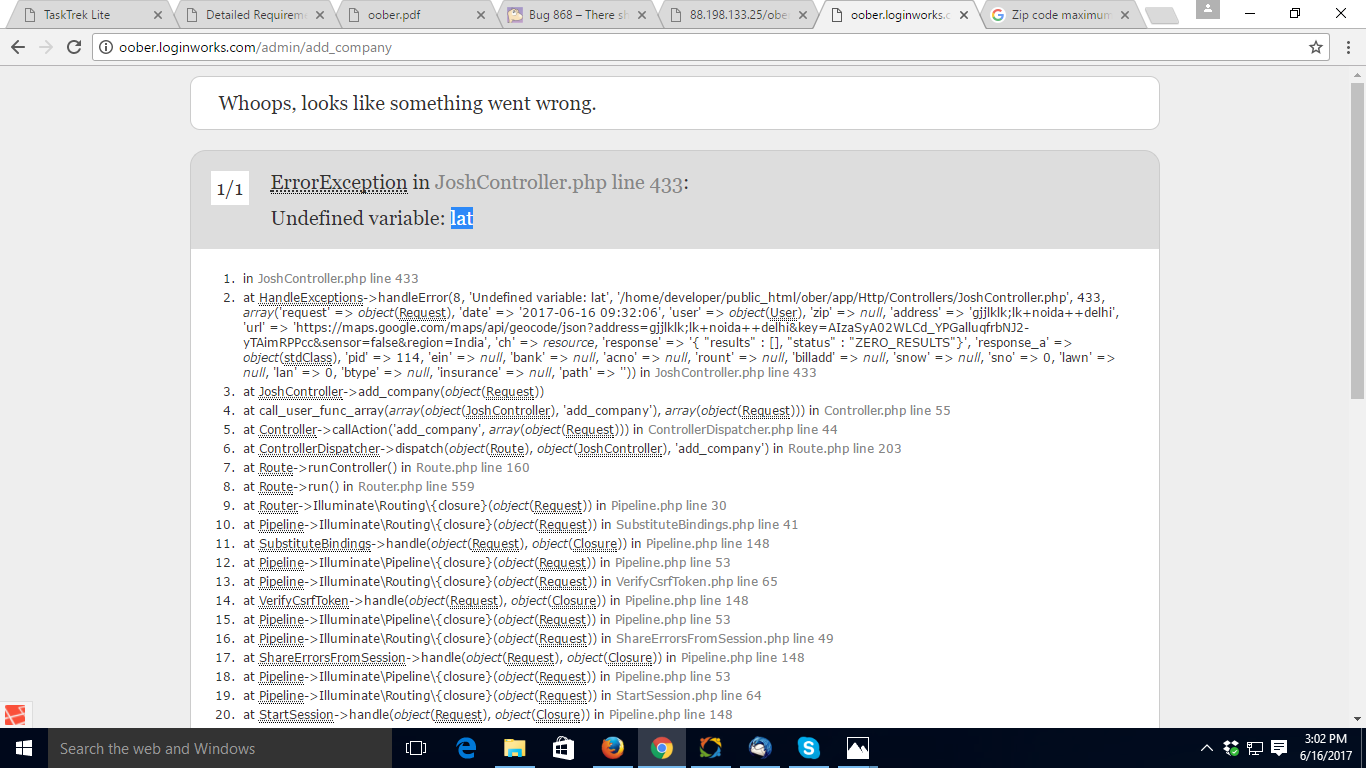 TaskTrek Lite
Detailed Requirem
oober.pdf
Bug 868 – There sh
88.198.133.25/obe
oober.loginworks.c
Zip code maximum
oober.loginworks.com/admin/add_company
Whoops, looks like something went wrong.
1/1
ErrorException in JoshController.php line 433:
Undefined variable: lat
1. in JoshController.php line 433
2. at HandleExceptions->handleError(8, 'Undefined variable: lat', '/home/developer/public_html/ober/app/Http/Controllers/JoshController.php', 433,
array('request' => object(Request), 'date' => '2017-06-16 09:32:06', 'user' => object(User), 'zip' => null, 'address' => 'gjjlklk;lk+noida++delhi',
'url' => 'https://maps.google.com/maps/api/geocode/json?address=gjjlklk;lk+noida++delhi&key=AIzaSyA02WLCd_YPGalluqfrbNJ2-
yTAimRPPcc&sensor=false&region=India', 'ch' => resource, 'response' => '{ "results" : [], "status" : "ZERO_RESULTS"}', 'response_a' =>
object(stdClass), 'pid' => 114, 'ein' => null, 'bank' => null, 'acno' => null, 'rount' => null, 'billadd' => null, 'snow' => null, 'sno' => 0, 'lawn' =>
null, 'lan' => 0, 'btype' => null, 'insurance' => null, 'path' => '')) in JoshController.php line 433
3. at JoshController->add_company(object(Request))
4. at call_user_func_array(array(object(JoshController), 'add_company'), array(object(Request))) in Controller.php line 55
5. at Controller->callAction('add_company', array(object(Request))) in ControllerDispatcher.php line 44
6. at ControllerDispatcher->dispatch(object(Route), object(JoshController), 'add_company') in Route.php line 203
7. at Route->runController() in Route.php line 160
8. at Route->run() in Router.php line 559
9. at Router->Illuminate\Routing\{closure}(object(Request)) in Pipeline.php line 30
10. at Pipeline->Illuminate\Routing\{closure}(object(Request)) in SubstituteBindings.php line 41
11. at SubstituteBindings->handle(object(Request), object(Closure)) in Pipeline.php line 148
12. at Pipeline->Illuminate\Pipeline\{closure}(object(Request)) in Pipeline.php line 53
13. at Pipeline->Illuminate\Routing\{closure}(object(Request)) in VerifyCsrfToken.php line 65
14. at VerifyCsrfToken->handle(object(Request), object(Closure)) in Pipeline.php line 148
15. at Pipeline->Illuminate\Pipeline\{closure}(object(Request)) in Pipeline.php line 53
16. at Pipeline->Illuminate\Routing\{closure}(object(Request)) in ShareErrorsFromSession.php line 49
17. at ShareErrorsFromSession->handle(object(Request), object(Closure)) in Pipeline.php line 148
18. at Pipeline->Illuminate\Pipeline\{closure}(object(Request)) in Pipeline.php line 53
19. at Pipeline->Illuminate\Routing\{closure}(object(Request)) in StartSession.php line 64
20. at StartSession->handle(object(Request), object(Closure)) in Pipeline.php line 148
Search the web and Windows
3:02 PM
6/16/2017